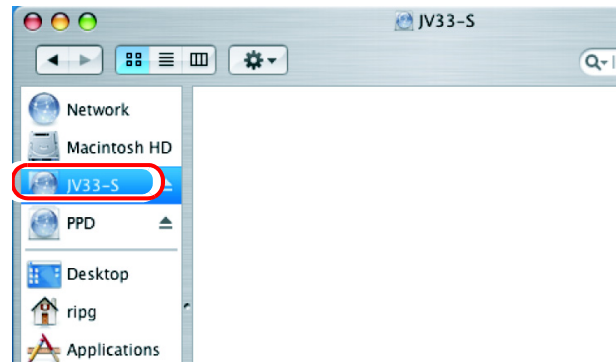 JV33-S
Network
Macintosh HD
JV33-S
PPD
Desktop
ripg
Applications